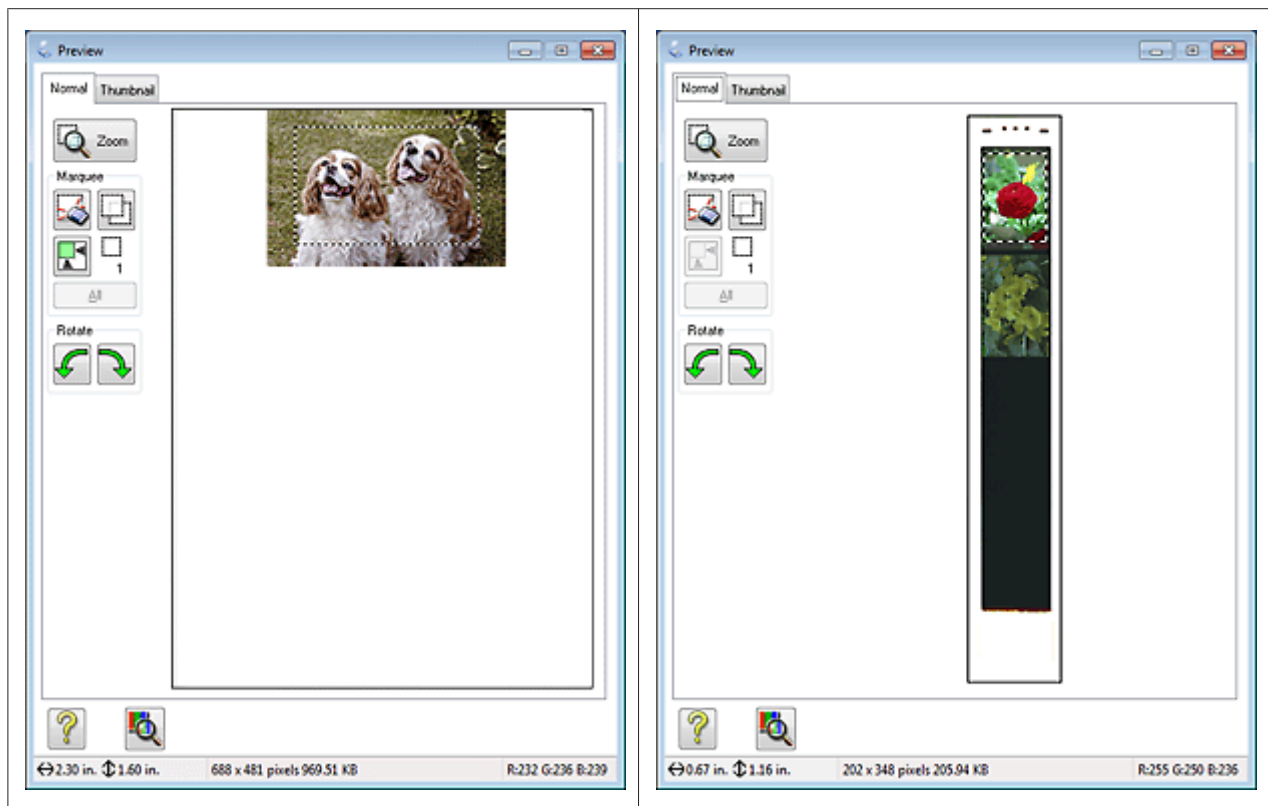 Preview
Normal Thumbnail
Zoom
Marquee
1
All
Rotate
2.30 in. 1.60 in. 688 x 481 pixels 969.51 KB R:232 G:236 B:239
Preview
Normal Thumbnail
Zoom
Marquee
1
All
Rotate
0.67 in. 1.16 in. 202 x 348 pixels 205.94 KB R:255 G:250 B:236